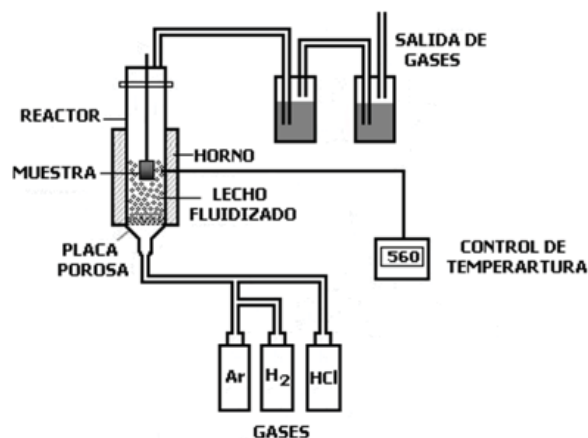 SALIDA DE
GASES
REACTOR
HORNO
MUESTRA
LECHO
FLUIDIZADO
PLACA
POROSA
560
CONTROL DE
TEMPERARTURA
Ar
H2
HCl
GASES